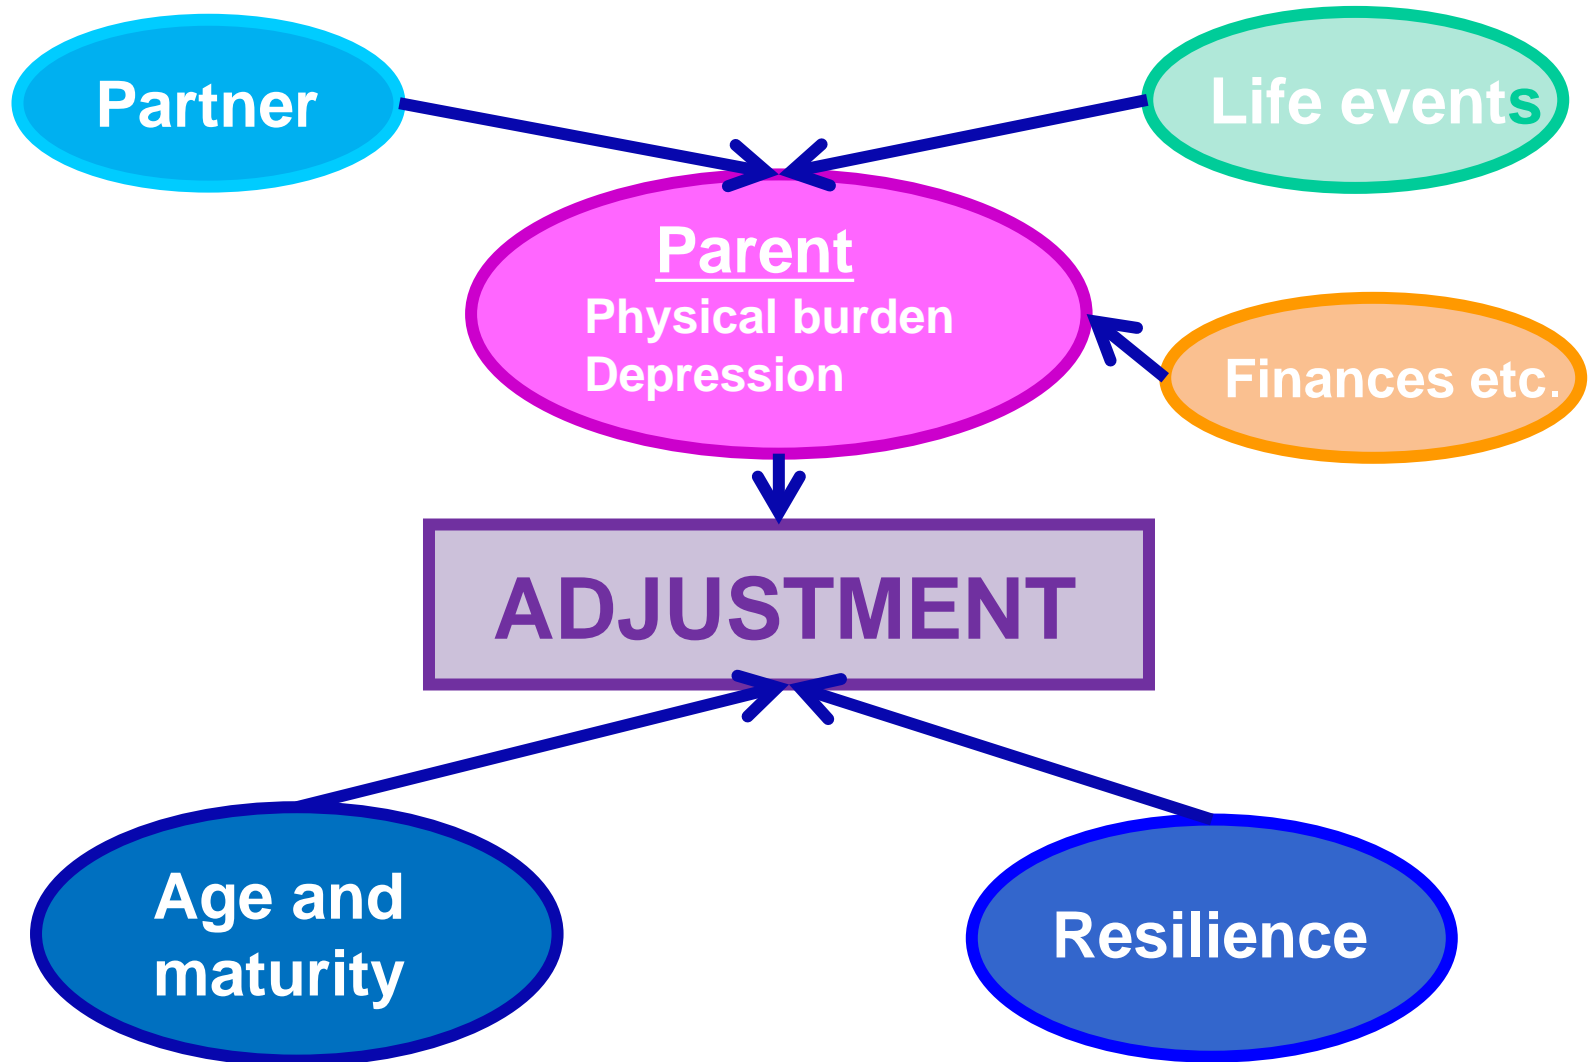 Partner
Life events
Parent
Physical burden
Depression
Finances etc.
ADJUSTMENT
Age and
maturity
Resilience